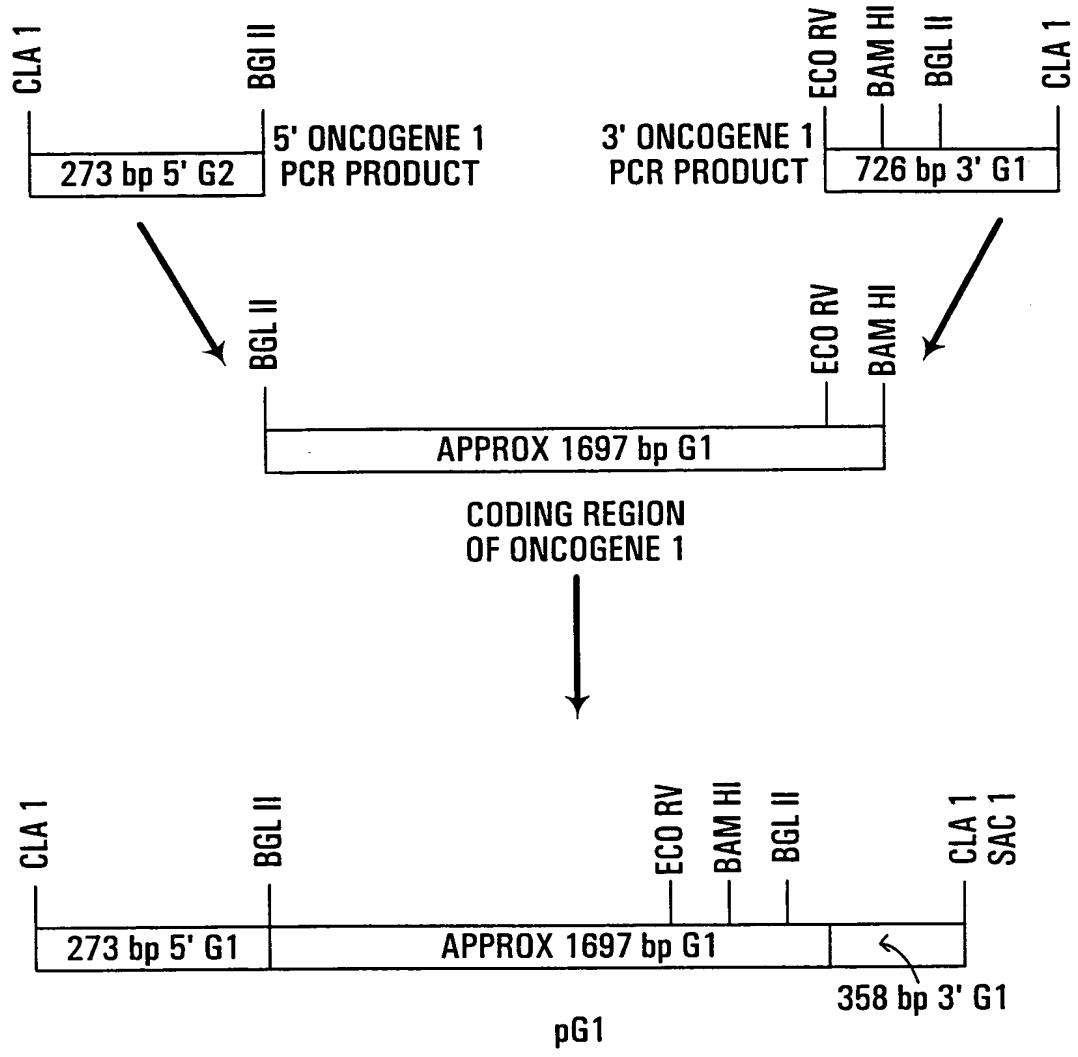 CLA 1
BGI II
ECO RV
BAM HI
BGL II
CLA 1
5' ONCOGENE 1
PCR PRODUCT
3' ONCOGENE 1
PCR PRODUCT
273 bp 5' G2
726 bp 3' G1
BGL II
ECO RV
BAM HI
APPROX 1697 bp G1
CODING REGION
OF ONCOGENE 1
CLA 1
BGL II
ECO RV
BAM HI
BGL II
CLA 1
SAC 1
273 bp 5' G1
APPROX 1697 bp G1
358 bp 3' G1
pG1